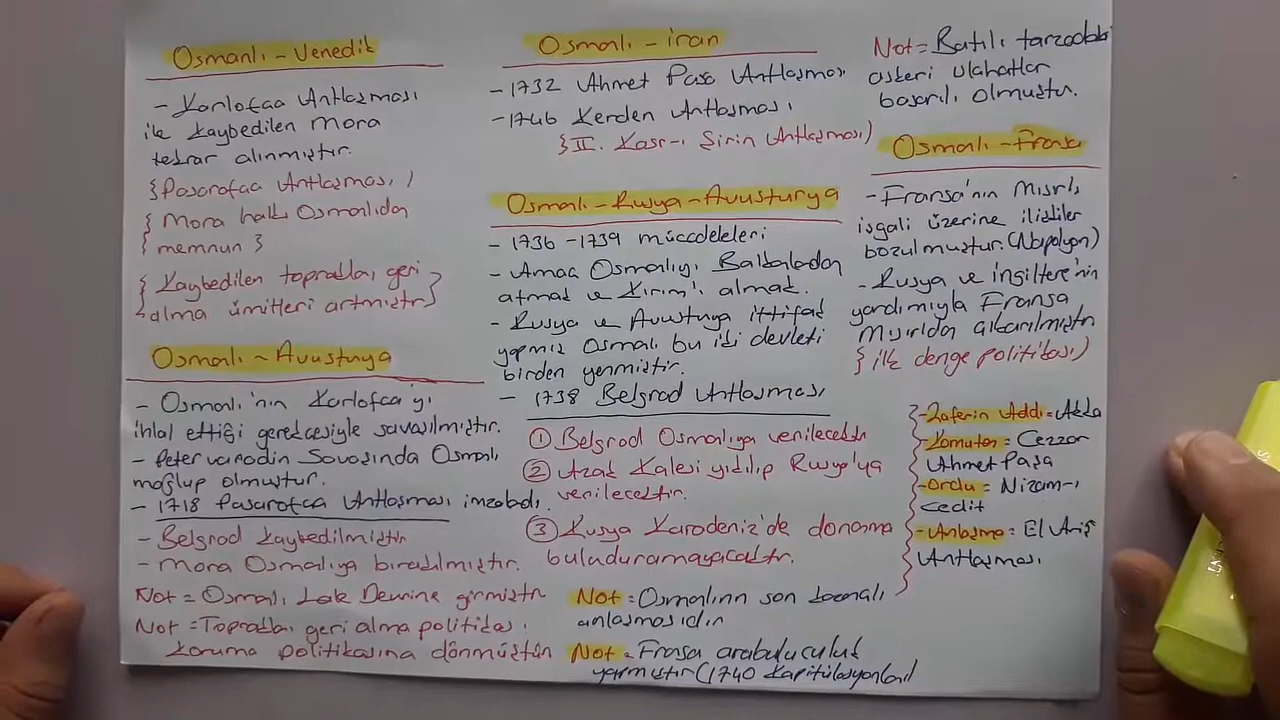 Osmanlı-Venedik
- Karlofça Antlaşması
ile kaybedilen Mora
tekrar alınmıştır.
{Pasarofça Antlaşması)
{Mora halkı Osmanlıdan
{memnun}
{Kaybedilen toprakları geri
alma ümitleri artmıştır}
Osmanlı-Avusturya
- Osmanlı'nın Karlofça'yı
ihlal ettiği gerekçesiyle savaşılmıştır.
- Petervaradin Savaşında Osmanlı
mağlup olmuştur.
- 1718 Pasarofça Antlaşması imzaladı.
- Belgrad kaybedilmiştir
- Mora Osmanlıya bırakılmıştır.
Not = Osmanlı Lale Devrine girmiştir
Not = Toprakları geri alma politikası
koruma politikasına dönmüştür
Osmanlı-iran
- 1732 Ahmet Paşa Antlaşması
- 1746 Kerden Antlaşması
{II. Kasr-ı Şirin Antlaşması)
Osmanlı-Rusya-Avusturya
- 1736-1739 mücadeleleri
- Amaç Osmanlıyı Balkalardan
atmak ve Kırım'ı almak.
- Rusya ve Avusturya ittifak
yapmış Osmanlı bu iki devleti
birden yenmiştir.
- 1738 Belgrad Antlaşması
① Belgrad Osmanlıya verilecektir
② Azak Kalesi yıkılıp Rusya'ya
verilecektir.
③ Rusya Karadeniz'de donanma
bulunduramayacaktır.
Not = Osmanlının son kazançlı
anlaşmasıdır
Not = Fransa arabuluculuk
yapmıştır (1740 Kapitülasyonları)
Not = Batılı tarzdaki
askeri ıslahatlar
başarılı olmuştur.
Osmanlı-Fransa
- Fransa'nın Mısır'ı
işgali üzerine ilişkiler
bozulmuştur. (Napolyon)
- Rusya ve İngiltere'nin
yardımıyla Fransa
Mısırdan çıkarılmıştır
{ilk denge politikası)
- Zaferin Adı = Akka
- Komutan = Cezzar
Ahmet Paşa
- Ordu = Nizam-ı
Cedit
- Anlaşma = El Ariş
Antlaşması